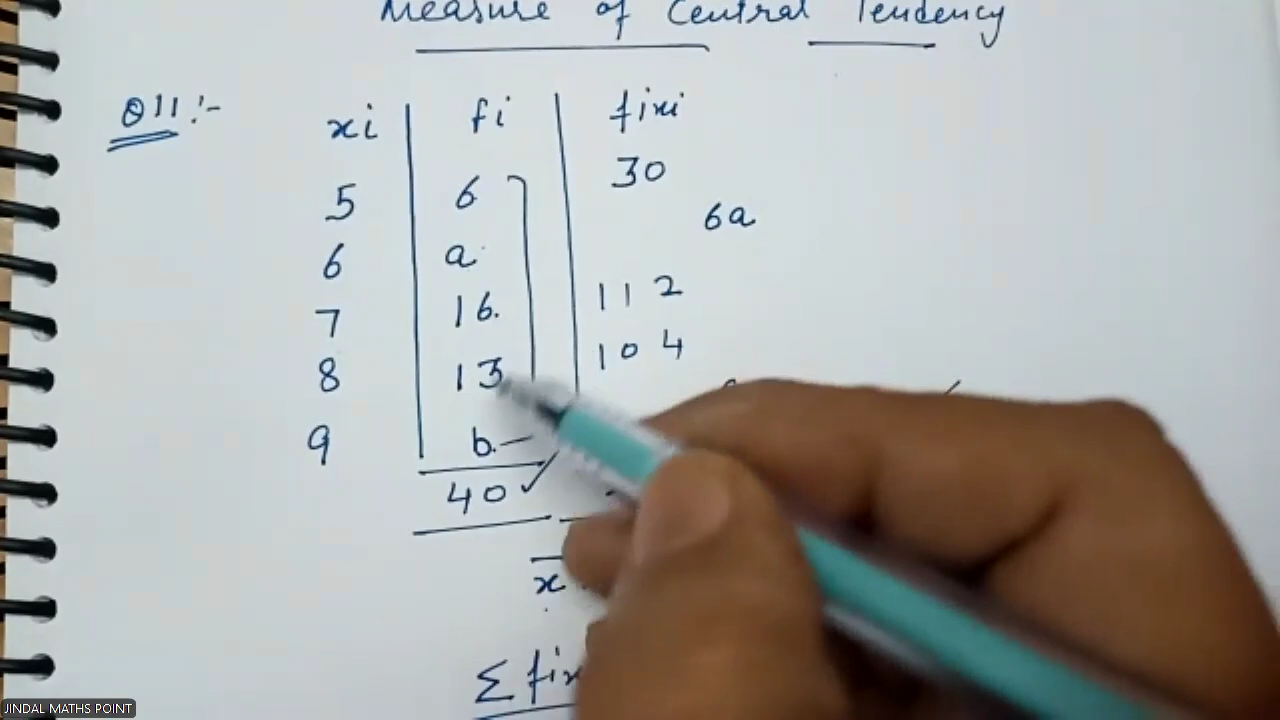 Measure of Central Tendency
Q11:-
xi fi fixi
5 6 30
6 a 6a
7 16 112
8 13 104
9 b
40 ✓
x
Σ fixi
JINDAL MATHS POINT